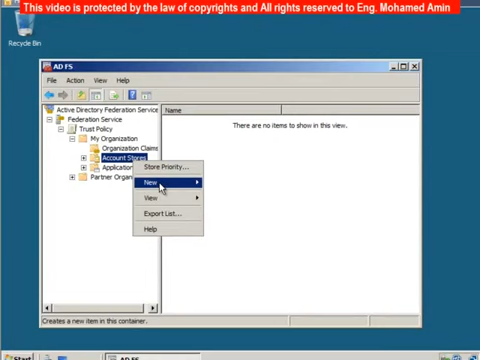 This video is protected by the law of copyrights and All rights reserved to Eng. Mohamed Amin
Recycle Bin
AD FS
File Action View Help
Active Directory Federation Service
Federation Service
Trust Policy
My Organization
Organization Claims
Account Stores
Application
Partner Organ
Name
There are no items to show in this view.
Store Priority...
New
View
Export List...
Help
Creates a new item in this container.
Start
AD FS